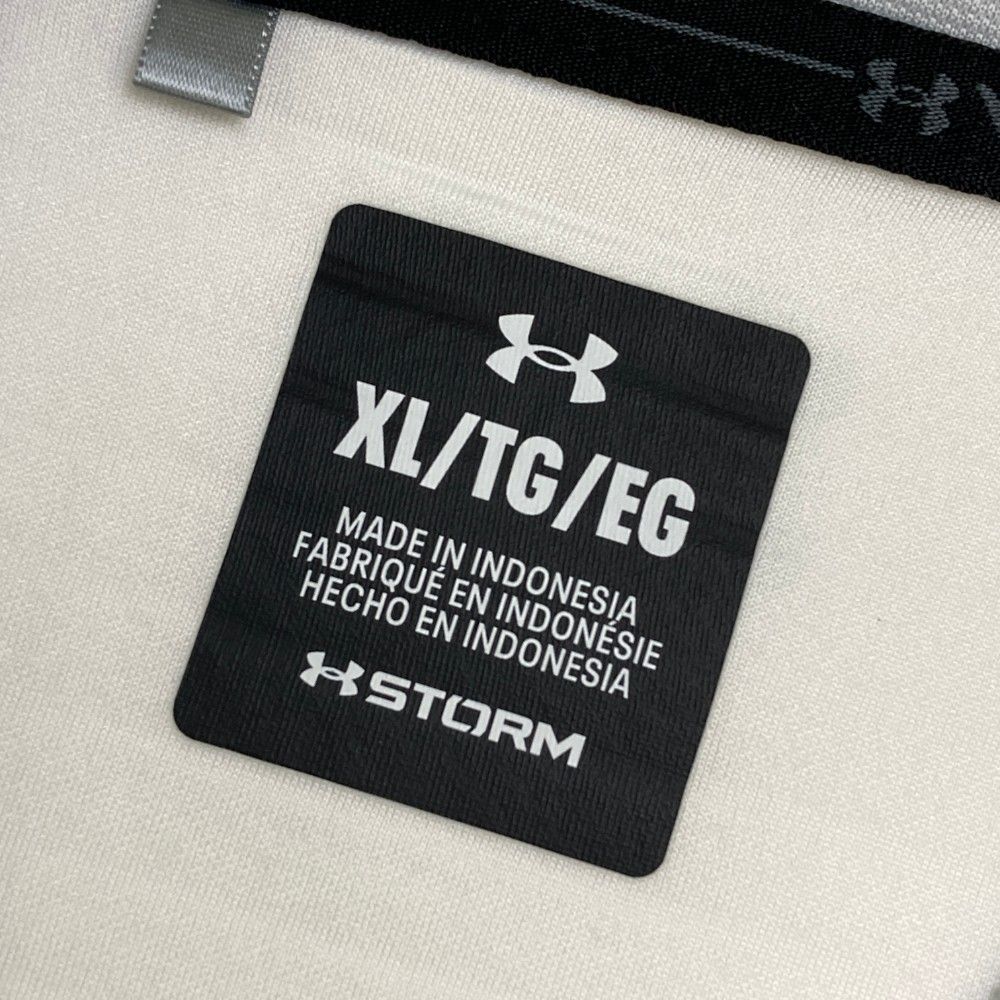 XL/TG/EG
MADE IN INDONESIA
FABRIQUÉ EN INDONÉSIE
HECHO EN INDONESIA
STORM